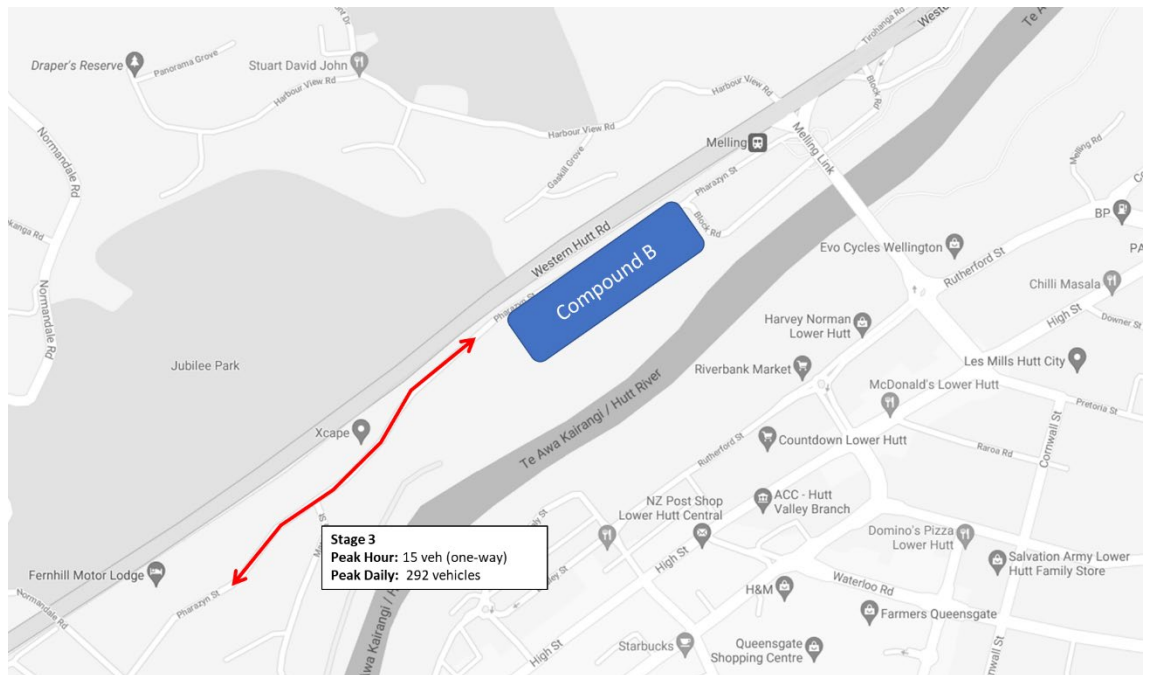 Draper's Reserve
Panorama Grove
Stuart David John
Harbour View Rd
Harbour View Rd
Harbour View Rd
Gaskill Grove
Normandale Rd
Normandale Rd
Jubilee Park
Tirohanga Rd
Block Rd
Melling
Melling Link
Pharazyn St
Block Rd
Western Hutt Rd
Pharazyn St
Compound B
Melling Rd
BP
Evo Cycles Wellington
Rutherford St
Chilli Masala
High St
Downer St
Harvey Norman
Lower Hutt
Les Mills Hutt City
Riverbank Market
McDonald's Lower Hutt
Pretoria St
Cornwall St
Raroa Rd
Te Awa Kairangi / Hutt River
Rutherford St
Countdown Lower Hutt
Xcape
ACC - Hutt
Valley Branch
NZ Post Shop
Lower Hutt Central
High St
Domino's Pizza
Lower Hutt
Salvation Army Lower
Hutt Family Store
Stage 3
Peak Hour: 15 veh (one-way)
Peak Daily: 292 vehicles
Fernhill Motor Lodge
Pharazyn St
Normandale Rd
H&M
Waterloo Rd
Farmers Queensgate
High St
Starbucks
Queensgate
Shopping Centre